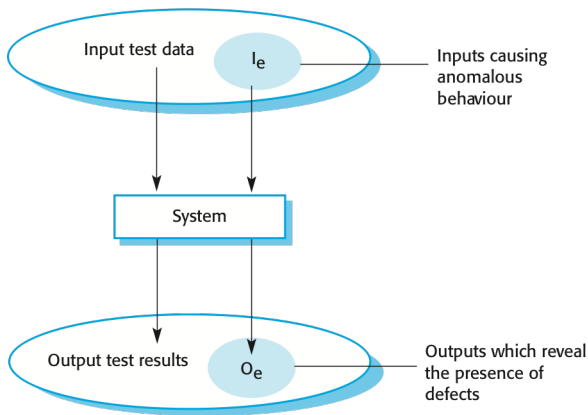 Input test data
Ie
Inputs causing
anomalous
behaviour
System
Output test results
Oe
Outputs which reveal
the presence of
defects